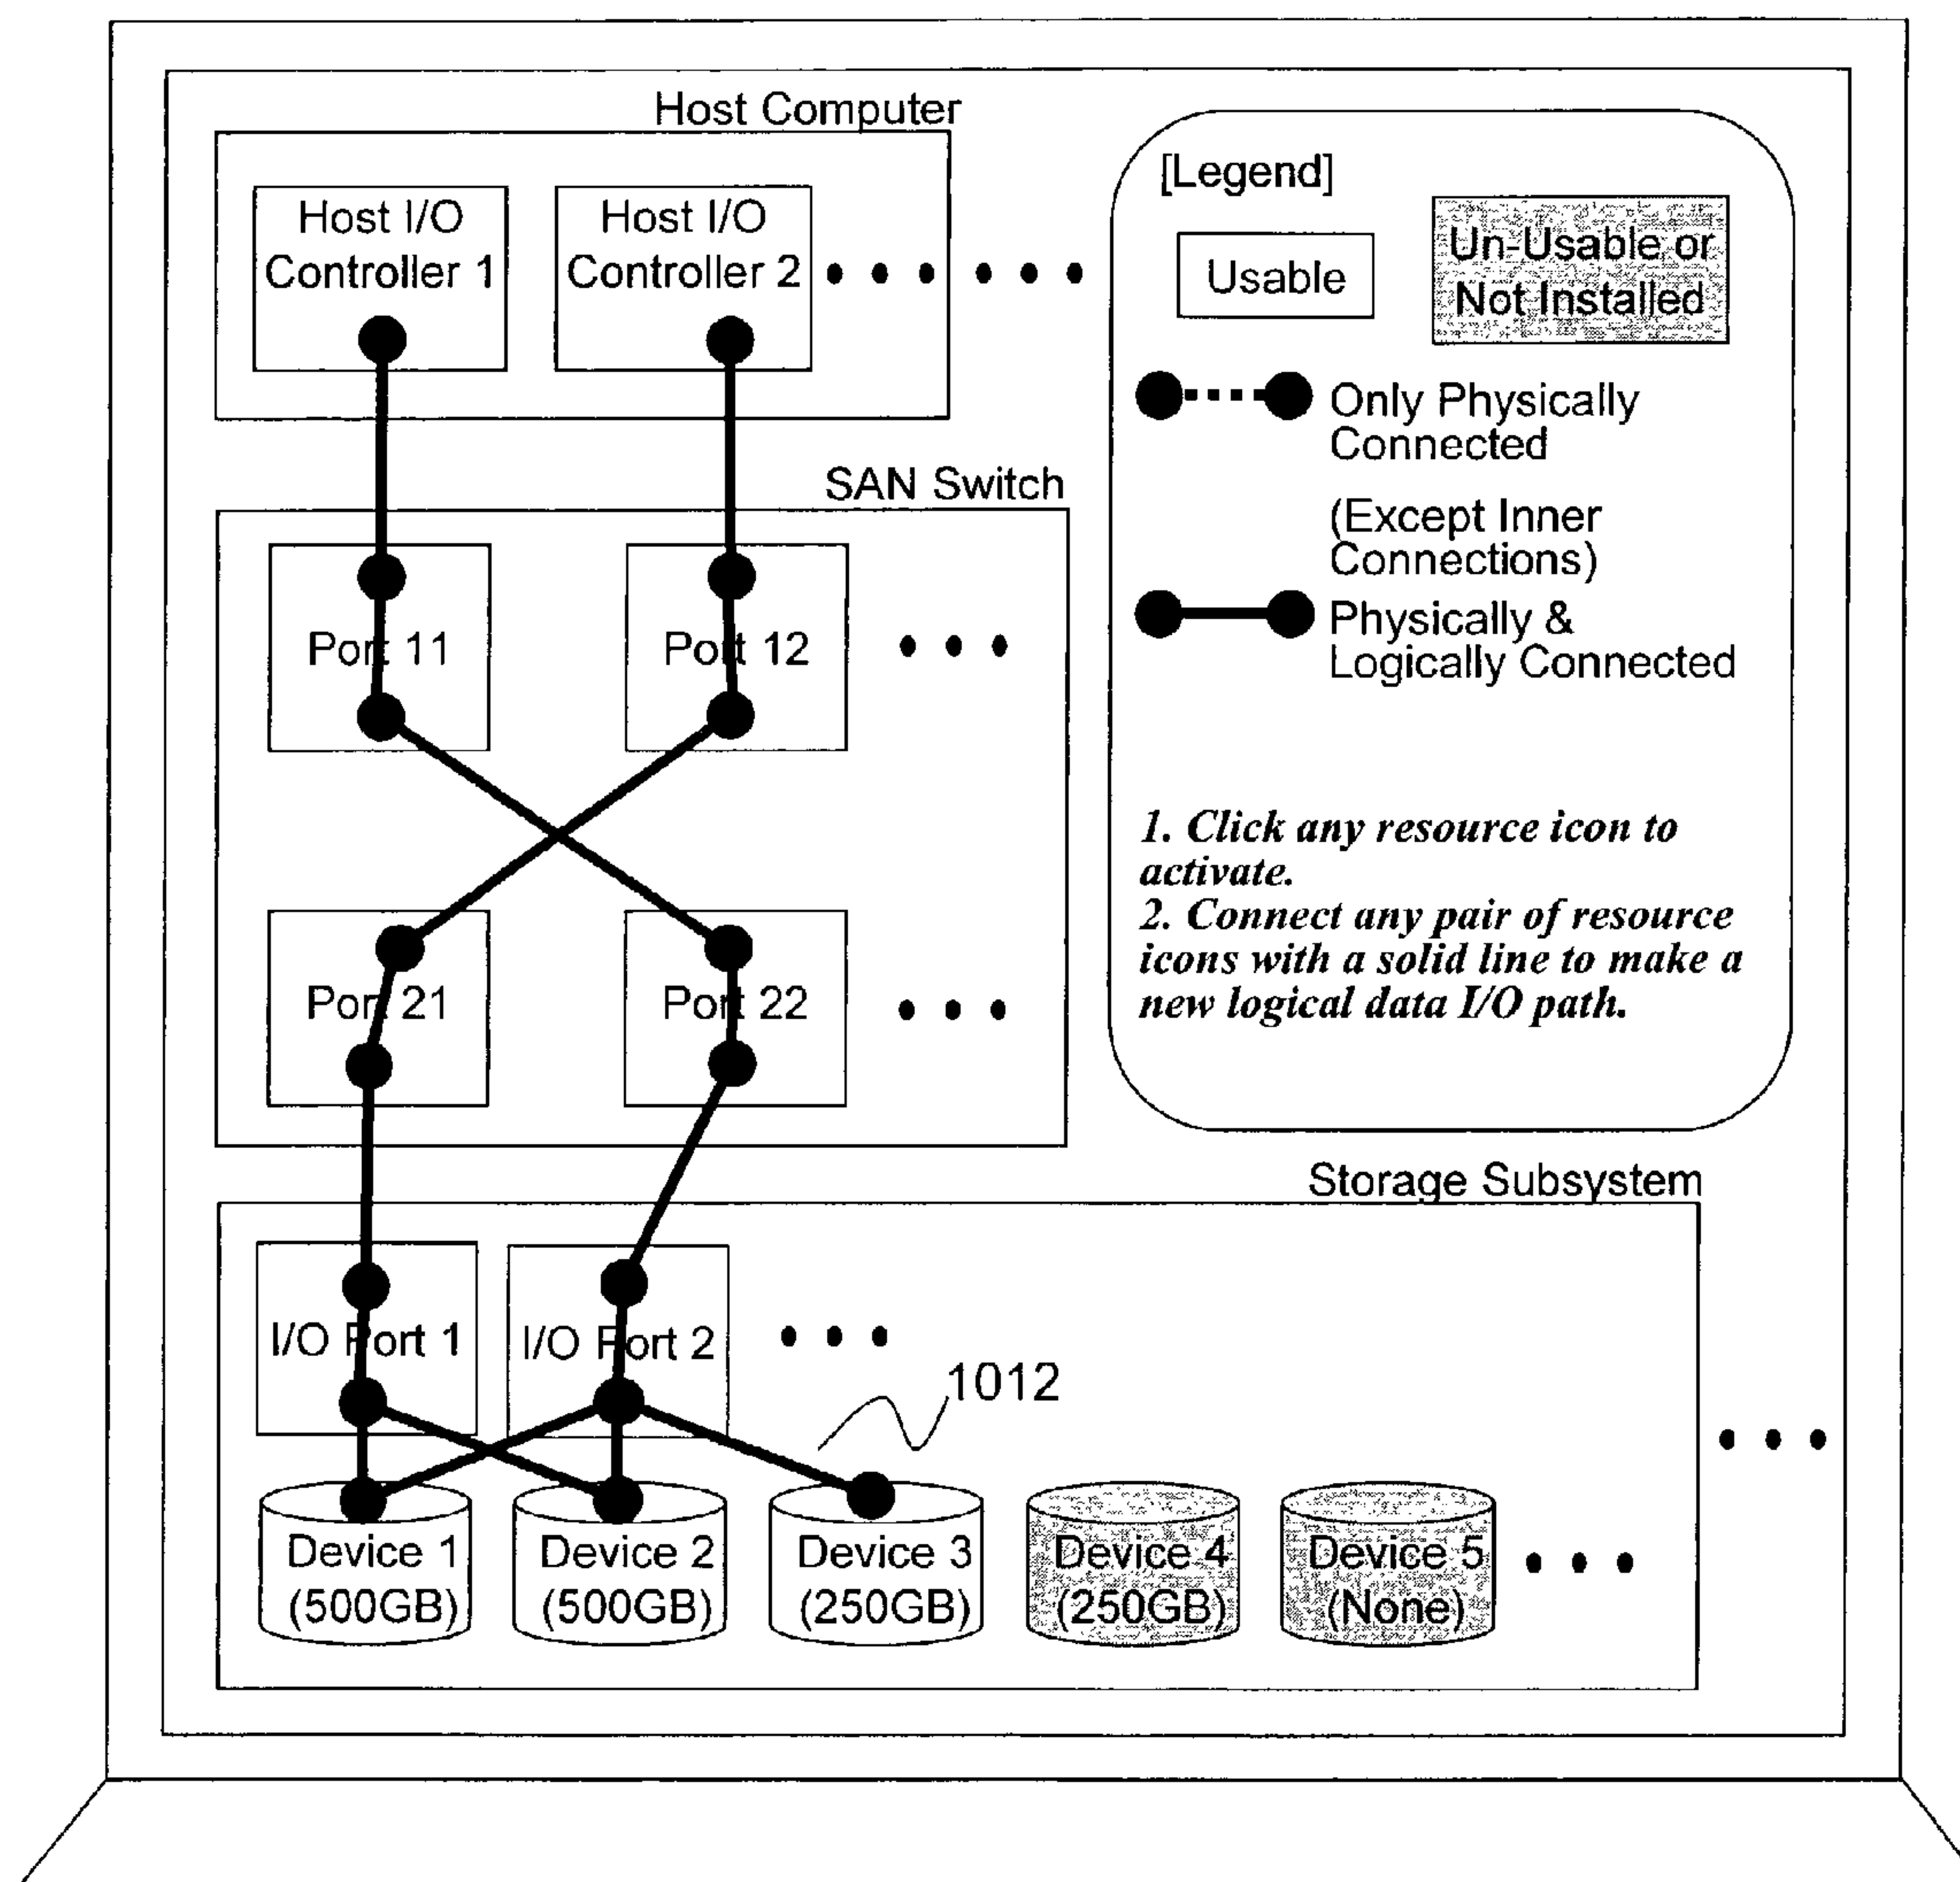 Host Computer
Host I/O
Controller 1
Host I/O
Controller 2
[Legend]
Usable
Un-Usable or
Not Installed
Only Physically
Connected
(Except Inner
Connections)
Physically &
Logically Connected
1. Click any resource icon to
activate.
2. Connect any pair of resource
icons with a solid line to make a
new logical data I/O path.
SAN Switch
Port 11
Port 12
Port 21
Port 22
Storage Subsystem
I/O Port 1
I/O Port 2
1012
Device 1
(500GB)
Device 2
(500GB)
Device 3
(250GB)
Device 4
(250GB)
Device 5
(None)